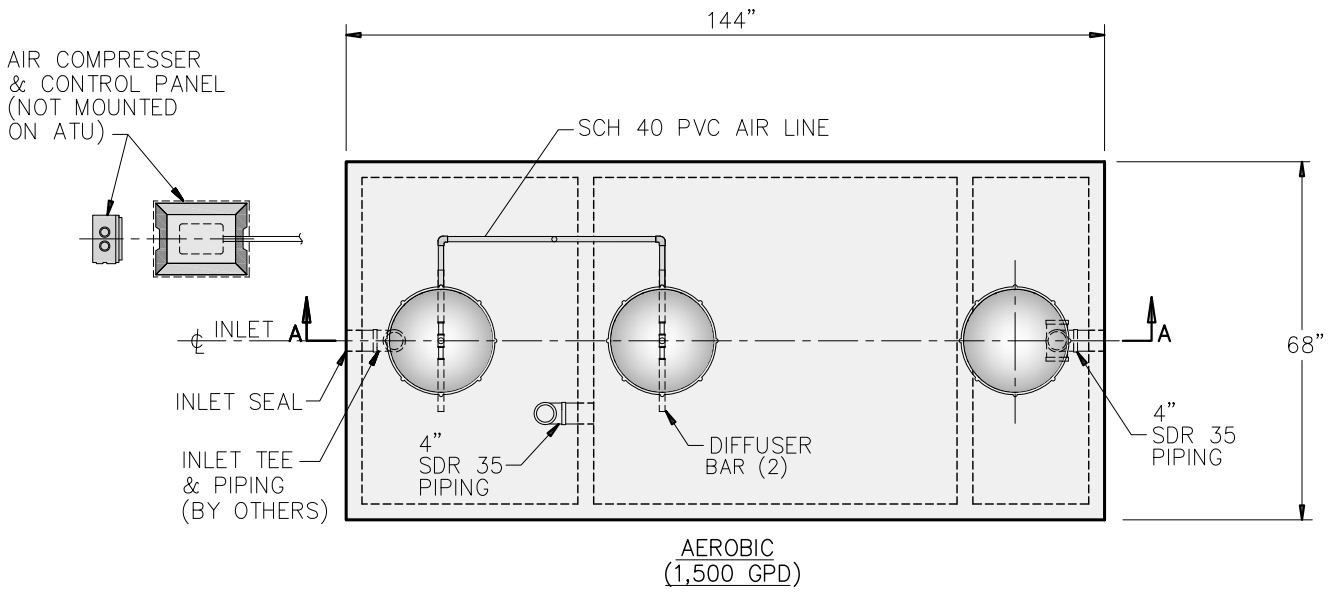 144”
AIR COMPRESSER
& CONTROL PANEL
(NOT MOUNTED
ON ATU)
SCH 40 PVC AIR LINE
℄ INLET
A
A
68”
INLET SEAL
INLET TEE
& PIPING
(BY OTHERS)
4”
SDR 35
PIPING
DIFFUSER
BAR (2)
4”
SDR 35
PIPING
AEROBIC
(1,500 GPD)